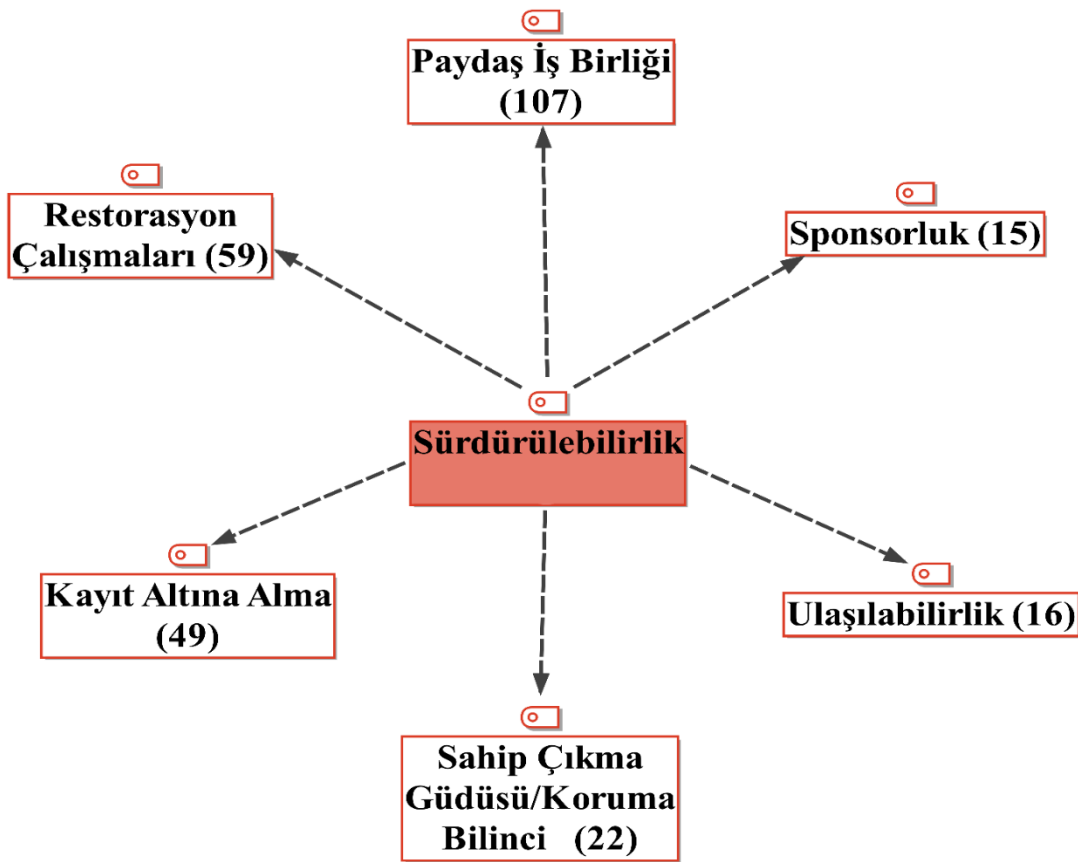 Paydaş İş Birliği
(107)
Restorasyon
Çalışmaları (59)
Sponsorluk (15)
Sürdürülebilirlik
Kayıt Altına Alma
(49)
Ulaşılabilirlik (16)
Sahip Çıkma
Güdüsü/Koruma
Bilinci (22)